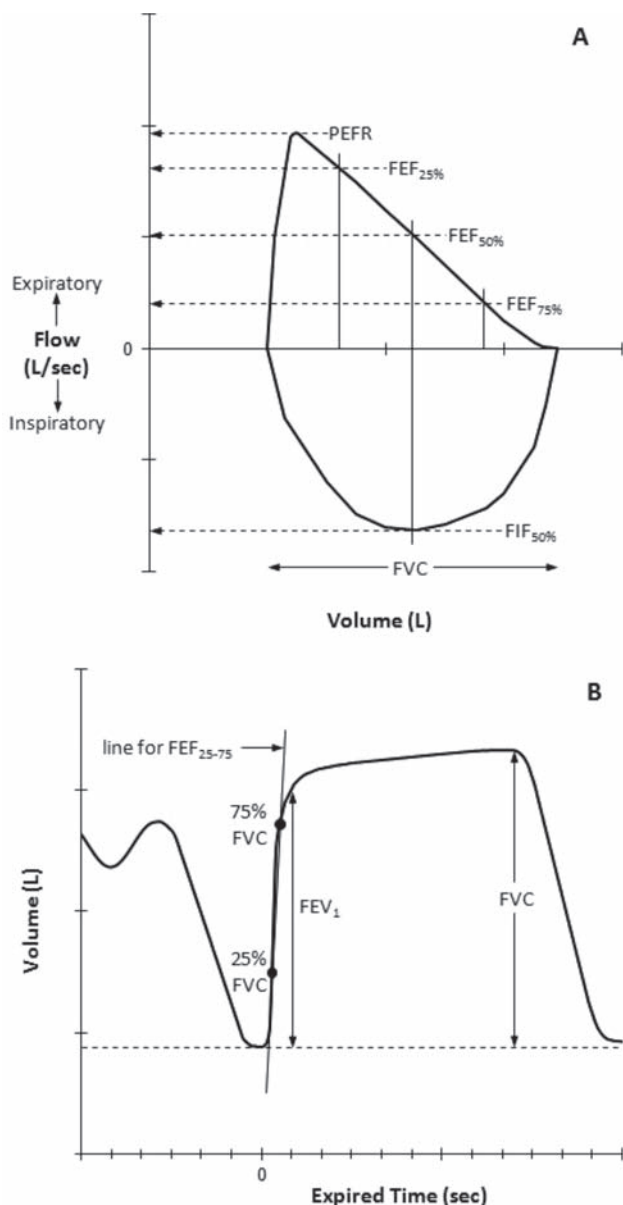 A
PEFR
FEF25%
FEF50%
FEF75%
Expiratory
Flow
(L/sec)
0
Inspiratory
FIF50%
FVC
Volume (L)
B
line for FEF25-75
75%
FVC
FEV1
FVC
25%
FVC
Volume (L)
0
Expired Time (sec)